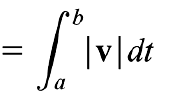 = ∫_a^b |v| dt